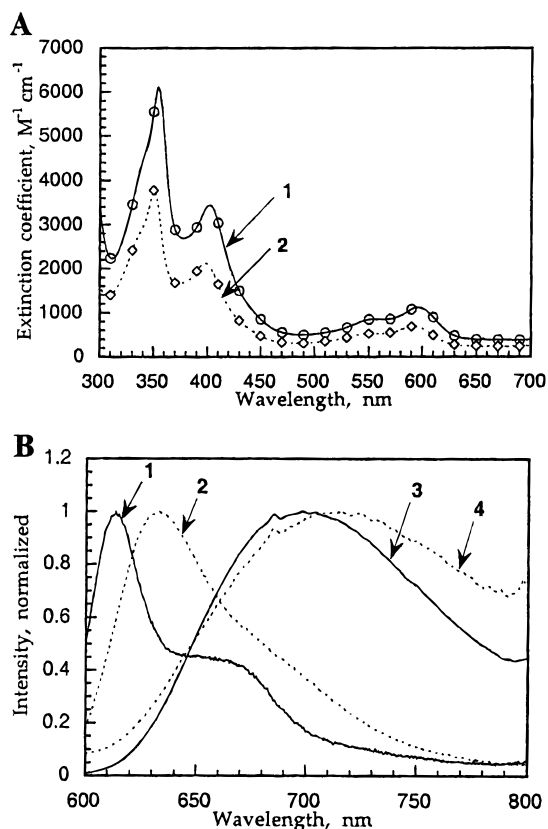 A
Extinction coefficient, M⁻¹ cm⁻¹
7000
6000
5000
4000
3000
2000
1000
0
1
2
300 350 400 450 500 550 600 650 700
Wavelength, nm
B
Intensity, normalized
1.2
1
0.8
0.6
0.4
0.2
0
1
2
3
4
600 650 700 750 800
Wavelength, nm